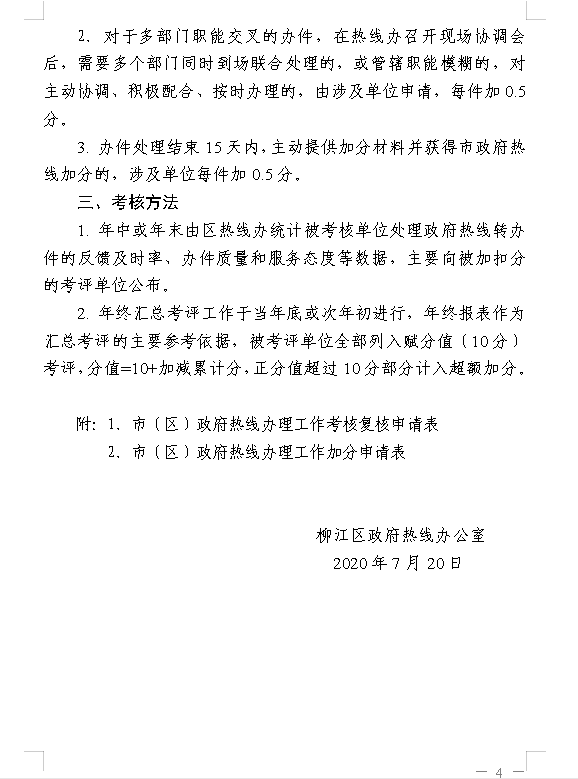 2．对于多部门职能交叉的办件，在热线办召开现场协调会
后，需要多个部门同时到场联合处理的，或管辖职能模糊的，对
主动协调、积极配合、按时办理的，由涉及单位申请，每件加 0.5
分。
3. 办件处理结束 15 天内，主动提供加分材料并获得市政府热
线加分的，涉及单位每件加 0.5 分。
三、考核方法
1. 年中或年末由区热线办统计被考核单位处理政府热线转办
件的反馈及时率、办件质量和服务态度等数据，主要向被加扣分
的考评单位公布。
2. 年终汇总考评工作于当年底或次年初进行，年终报表作为
汇总考评的主要参考依据，被考评单位全部列入赋分值（10 分）
考评，分值=10+加减累计分，正分值超过 10 分部分计入超额加分。
附：1．市（区）政府热线办理工作考核复核申请表
2．市（区）政府热线办理工作加分申请表
柳江区政府热线办公室
2020 年 7 月 20 日
— 4 —